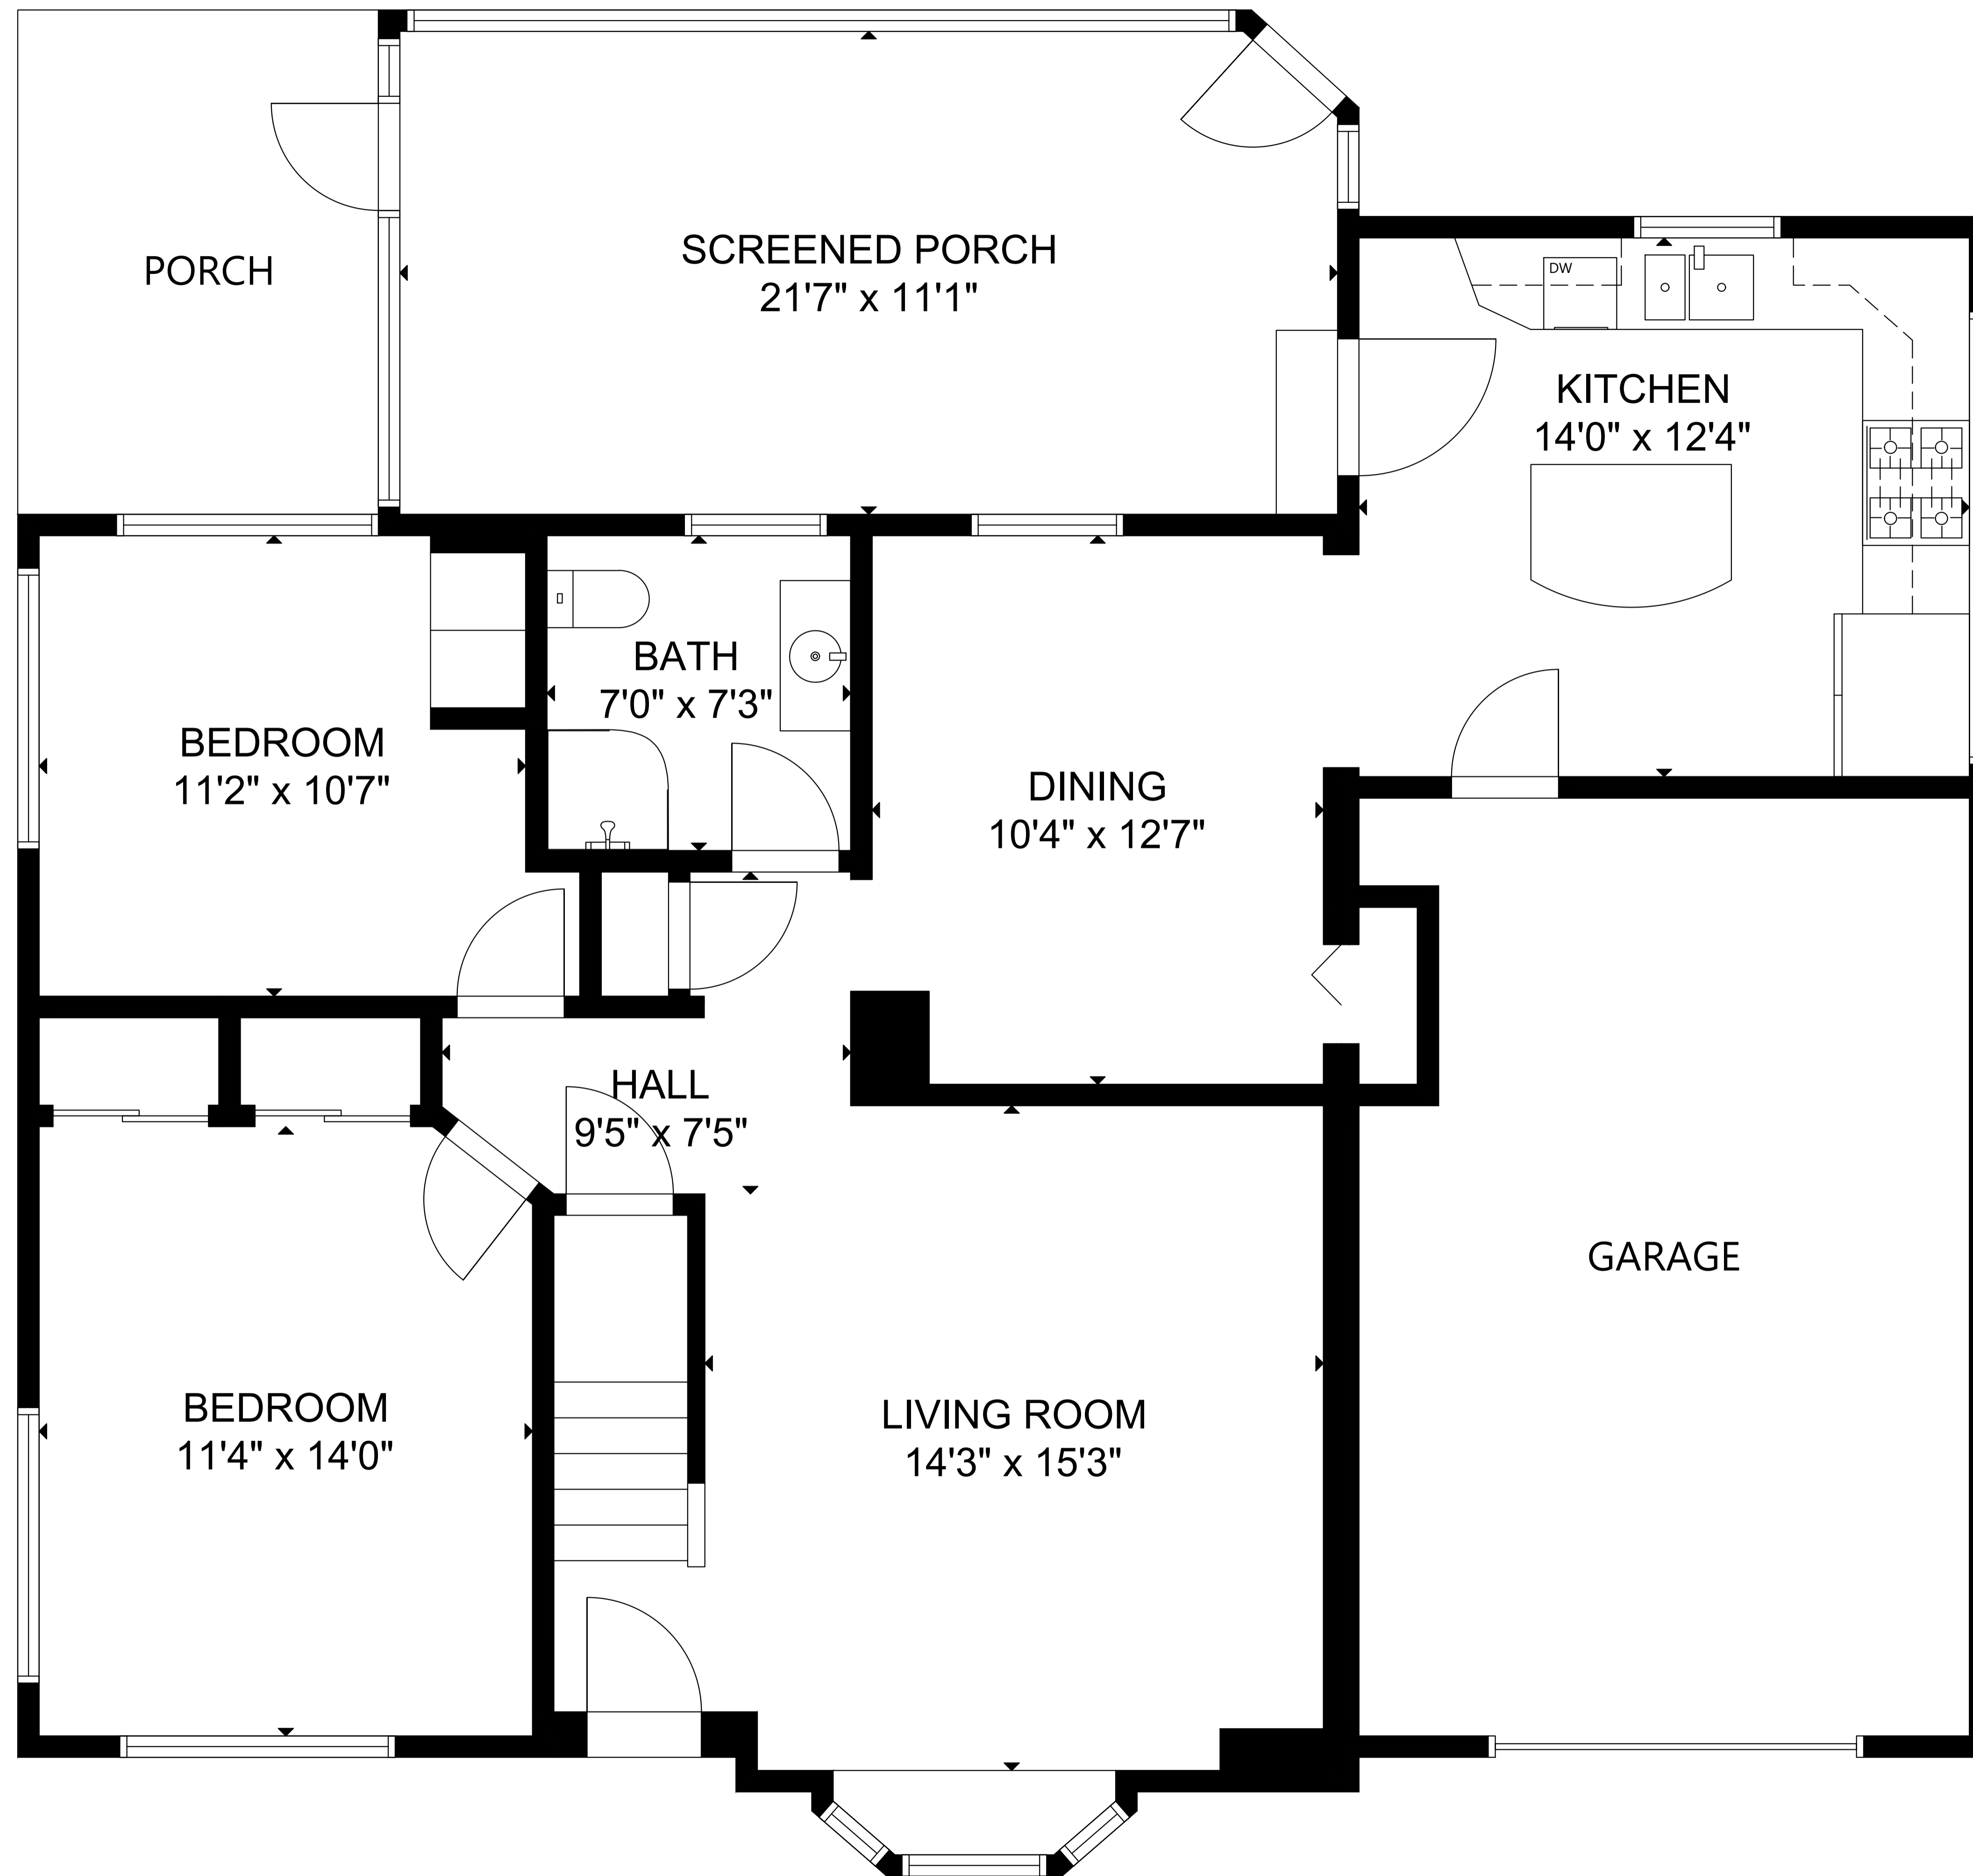 PORCH
SCREENED PORCH
21'7" x 11'1"
DW
KITCHEN
14'0" x 12'4"
BATH
7'0" x 7'3"
BEDROOM
11'2" x 10'7"
DINING
10'4" x 12'7"
HALL
9'5" x 7'5"
GARAGE
BEDROOM
11'4" x 14'0"
LIVING ROOM
14'3" x 15'3"